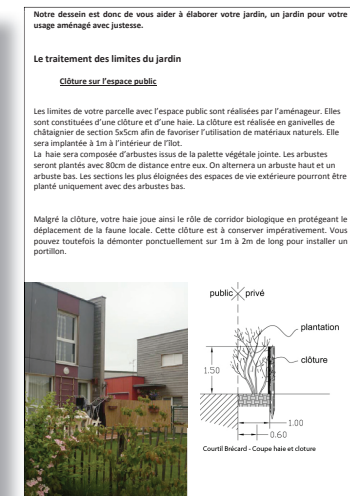 Notre dessein est donc de vous aider à élaborer votre jardin, un jardin pour votre
usage aménagé avec justesse.
Le traitement des limites du jardin
Clôture sur l'espace public
Les limites de votre parcelle avec l'espace public sont réalisées par l'aménageur. Elles
sont constituées d'une clôture et d'une haie. La clôture est réalisée en ganivelles de
châtaignier de section 5x5cm afin de favoriser l'utilisation de matériaux naturels. Elle
sera implantée à 1m à l'intérieur de l'îlot.
La haie sera composée d'arbustes issus de la palette végétale jointe. Les arbustes
seront plantés avec 80cm de distance entre eux. On alternera un arbuste haut et un
arbuste bas. Les sections les plus éloignées des espaces de vie extérieure pourront être
planté uniquement avec des arbustes bas.
Malgré la clôture, votre haie joue ainsi le rôle de corridor biologique en protégeant le
déplacement de la faune locale. Cette clôture est à conserver impérativement. Vous
pouvez toutefois la démonter ponctuellement sur 1m à 2m de long pour installer un
portillon.
public privé
plantation
clôture
1.50
1.00
0.60
Courtil Brécard - Coupe haie et cloture